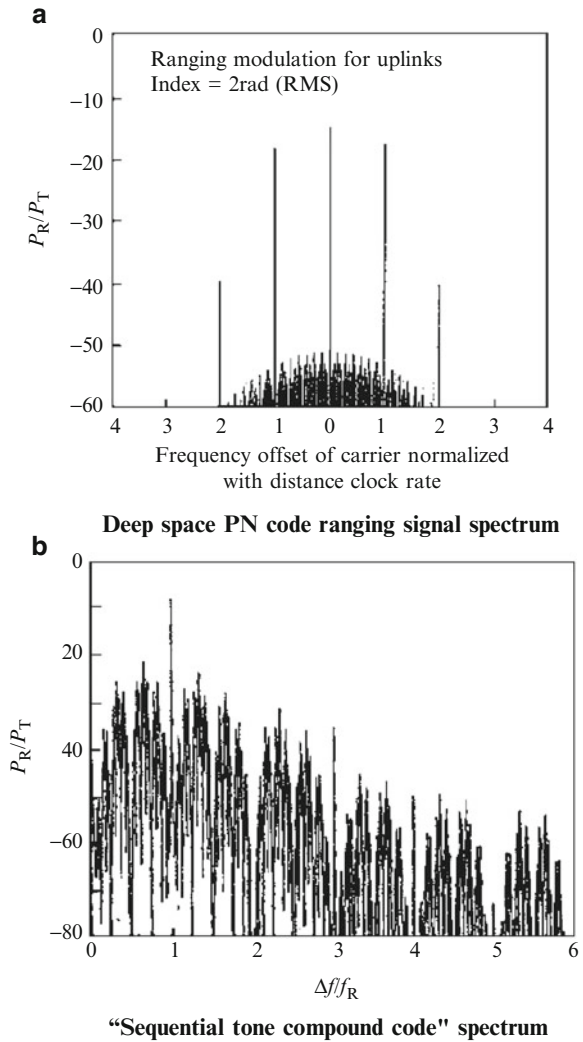 a
0
Ranging modulation for uplinks
Index = 2rad (RMS)
−10
−20
−30
−40
−50
−60
P_R/P_T
4 3 2 1 0 1 2 3 4
Frequency offset of carrier normalized
with distance clock rate
Deep space PN code ranging signal spectrum
b
0
20
40
−60
−80
P_R/P_T
0 1 2 3 4 5 6
Δf/f_R
“Sequential tone compound code" spectrum